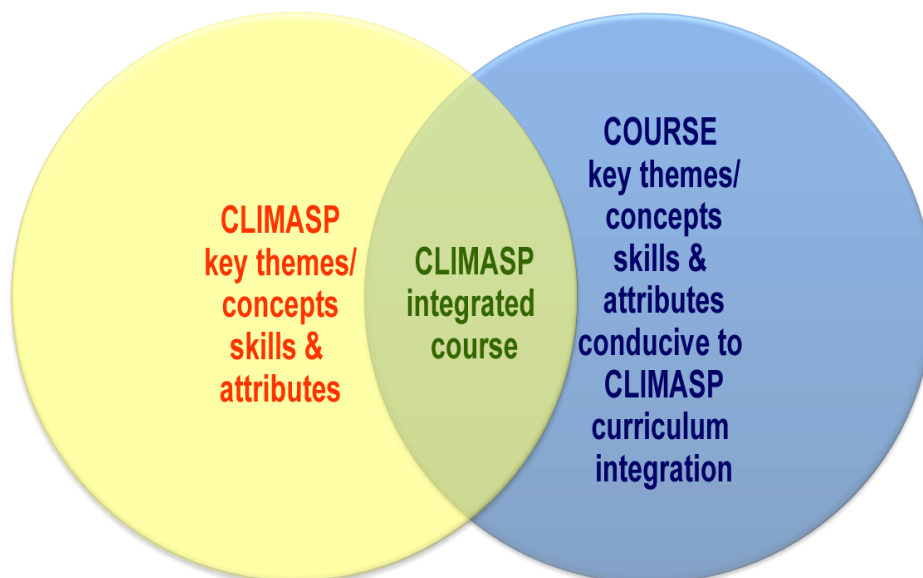 CLIMASP
key themes/
concepts
skills &
attributes
CLIMASP
integrated
course
COURSE
key themes/
concepts
skills &
attributes
conducive to
CLIMASP
curriculum
integration